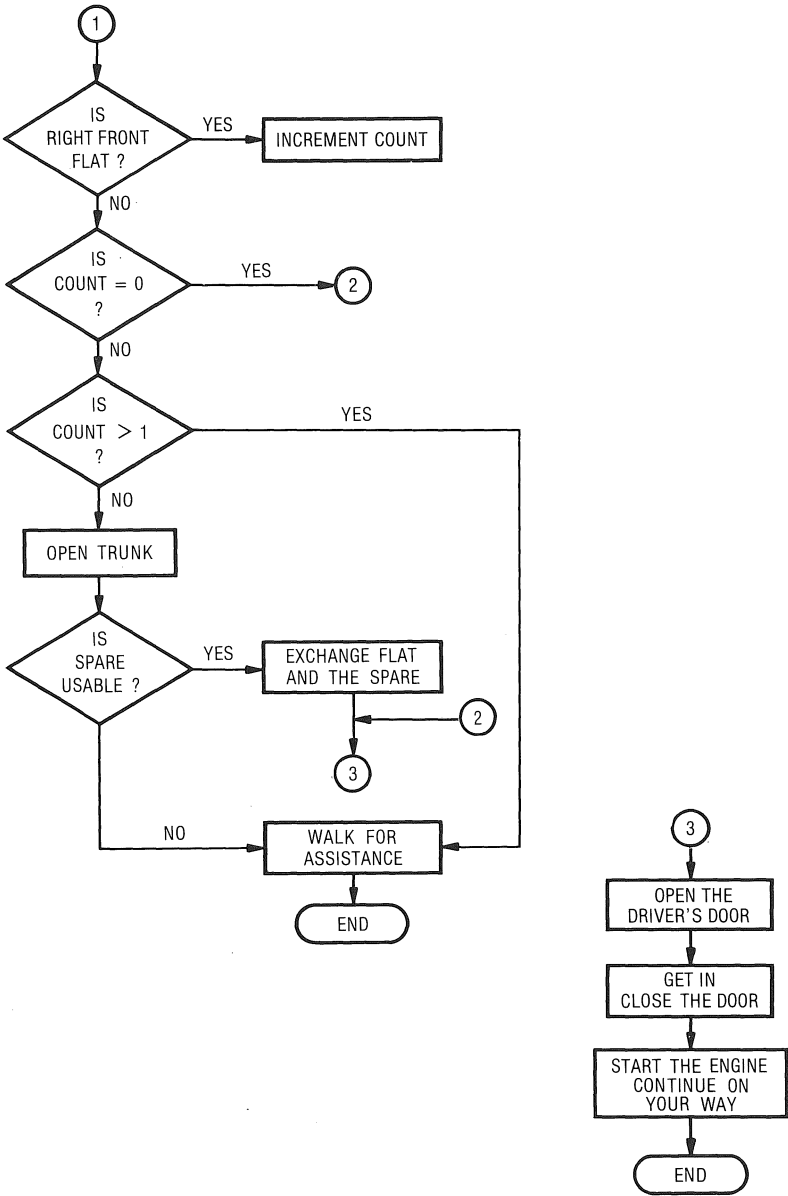 1
IS
RIGHT FRONT
FLAT ?
YES
INCREMENT COUNT
NO
IS
COUNT = 0
?
YES
2
NO
IS
COUNT > 1
?
YES
NO
OPEN TRUNK
IS
SPARE
USABLE ?
YES
EXCHANGE FLAT
AND THE SPARE
2
3
NO
WALK FOR
ASSISTANCE
END
3
OPEN THE
DRIVER'S DOOR
GET IN
CLOSE THE DOOR
START THE ENGINE
CONTINUE ON
YOUR WAY
END